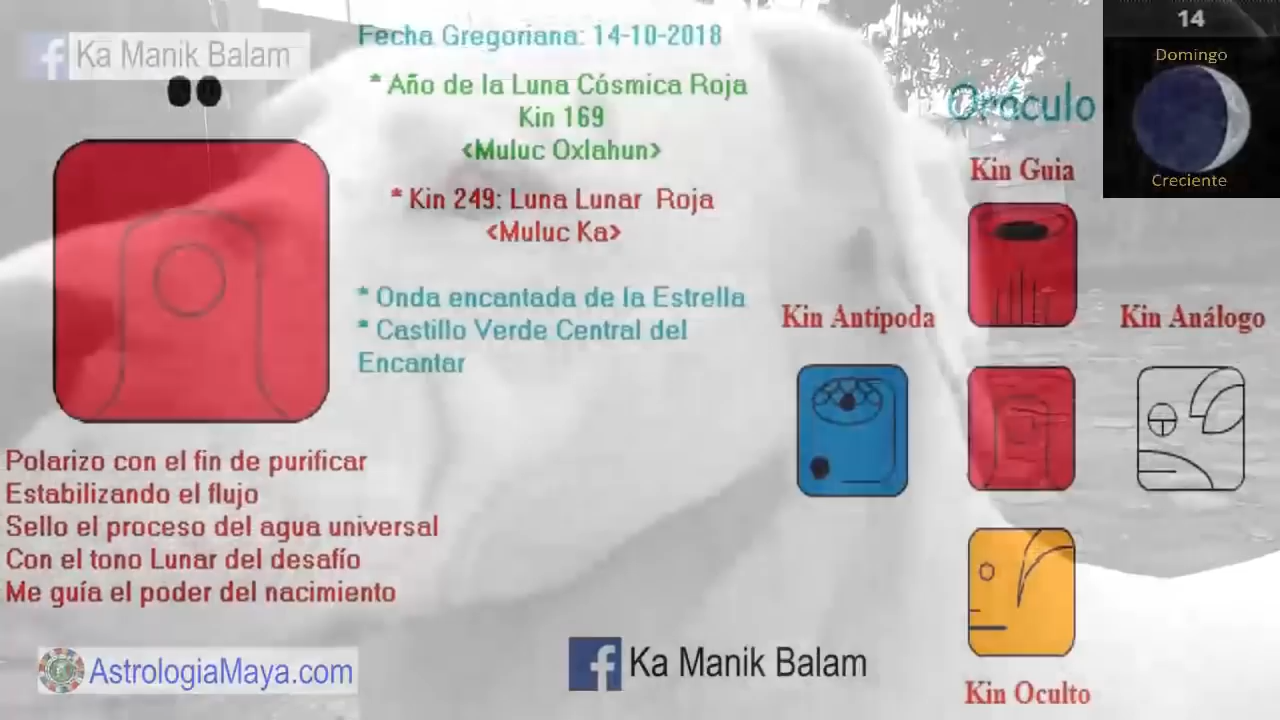 Ka Manik Balam
Fecha Gregoriana: 14-10-2018
* Año de la Luna Cósmica Roja
Kin 169
<Muluc Oxlahun>
* Kin 249: Luna Lunar Roja
<Muluc Ka>
* Onda encantada de la Estrella
* Castillo Verde Central del
Encantar
Polarizo con el fin de purificar
Estabilizando el flujo
Sello el proceso del agua universal
Con el tono Lunar del desafío
Me guía el poder del nacimiento
AstrologiaMaya.com
Ka Manik Balam
Oráculo
Kin Guia
Kin Antípoda
Kin Análogo
Kin Oculto
14
Domingo
Creciente